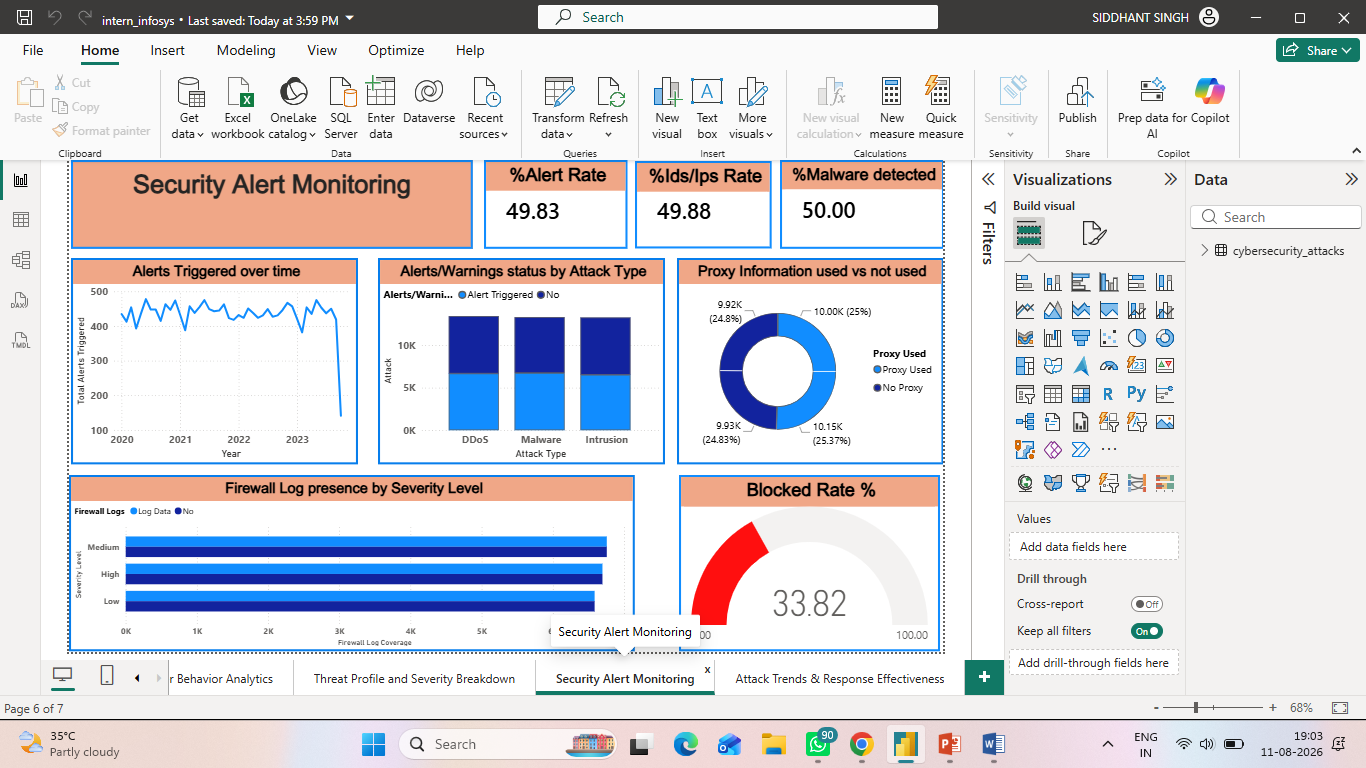 intern_infosys • Last saved: Today at 3:59 PM
Search
SIDDHANT SINGH
File
Home
Insert
Modeling
View
Optimize
Help
Share
Paste
Cut
Copy
Format painter
Clipboard
Get data
Excel workbook
OneLake catalog
SQL Server
Enter data
Dataverse
Recent sources
Data
Transform data
Refresh
Queries
New visual
Text box
More visuals
Insert
New visual calculation
New measure
Quick measure
Calculations
Sensitivity
Sensitivity
Publish
Share
Prep data for AI
Copilot
Copilot
DAX
TMDL
Security Alert Monitoring
%Alert Rate
49.83
%Ids/Ips Rate
49.88
%Malware detected
50.00
Alerts Triggered over time
Total Alerts Triggered
500
400
300
200
100
2020
2021
2022
2023
Year
Alerts/Warnings status by Attack Type
Alerts/Warni...
Alert Triggered
No
Attack
10K
5K
0K
DDoS
Malware
Intrusion
Attack Type
Proxy Information used vs not used
9.92K (24.8%)
10.00K (25%)
9.93K (24.83%)
10.15K (25.37%)
Proxy Used
Proxy Used
No Proxy
Firewall Log presence by Severity Level
Firewall Logs
Log Data
No
Severity Level
Medium
High
Low
0K
1K
2K
3K
4K
5K
Firewall Log Coverage
Blocked Rate %
33.82
100.00
Security Alert Monitoring
Filters
Visualizations
Build visual
123
R
Py
Values
Add data fields here
Drill through
Cross-report
Off
Keep all filters
On
Add drill-through fields here
Data
Search
cybersecurity_attacks
r Behavior Analytics
Threat Profile and Severity Breakdown
Security Alert Monitoring
x
Attack Trends & Response Effectiveness
+
Page 6 of 7
- + 68%
35°C
Partly cloudy
Search
90
ENG
IN
19:03
11-08-2026